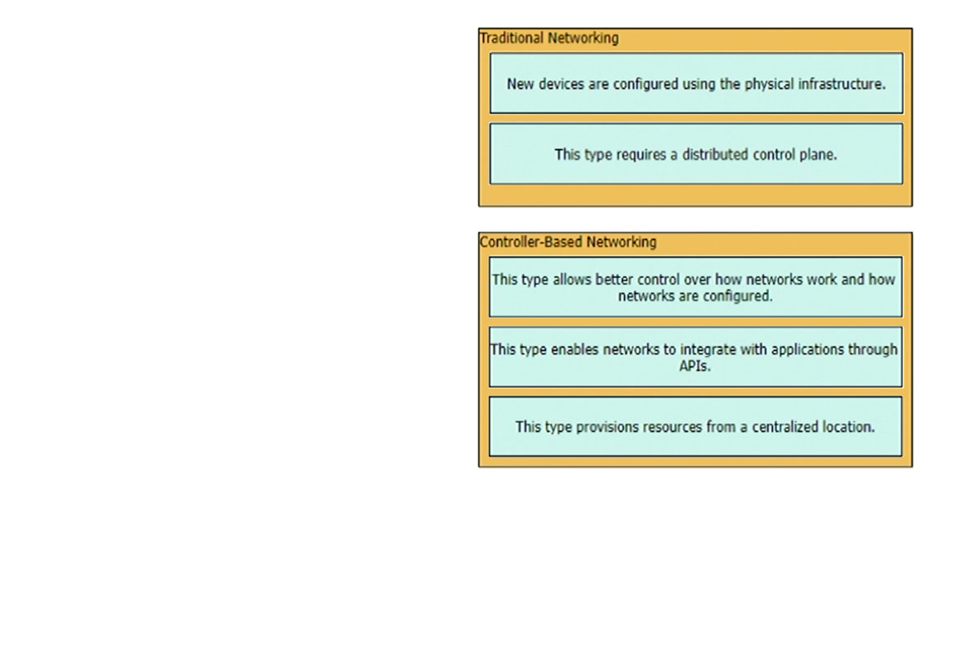 Traditional Networking
New devices are configured using the physical infrastructure.
This type requires a distributed control plane.
Controller-Based Networking
This type allows better control over how networks work and how
networks are configured.
This type enables networks to integrate with applications through
APIs.
This type provisions resources from a centralized location.